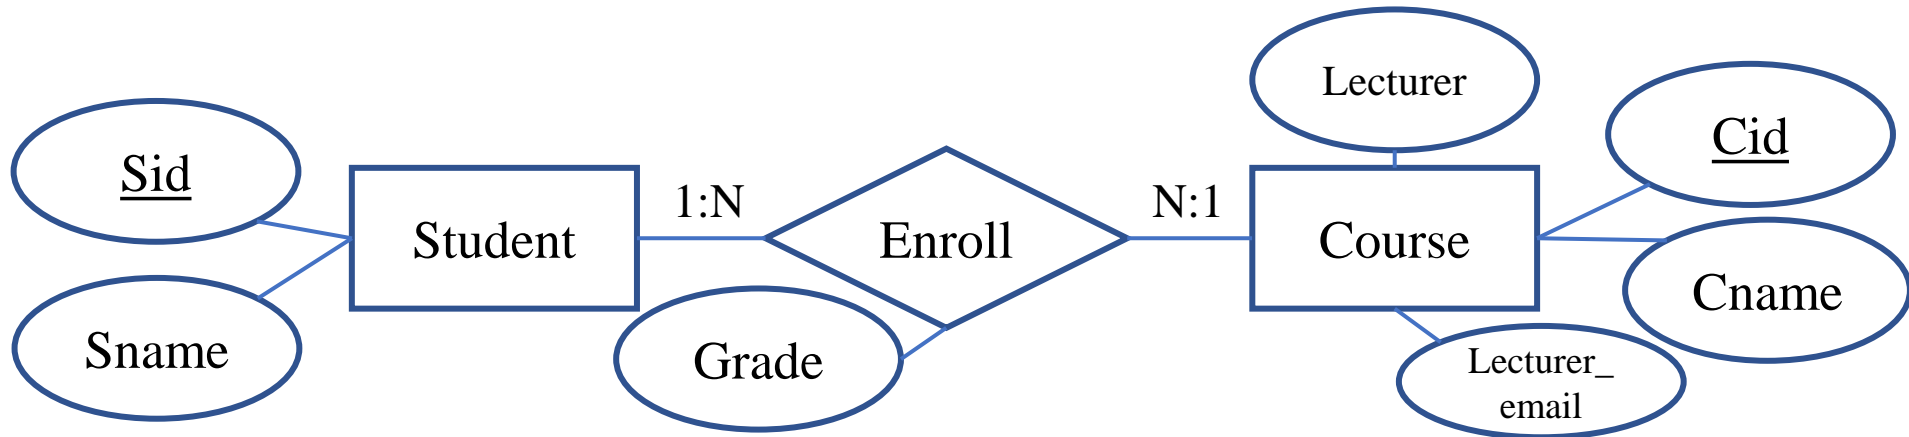 Sid
Sname
Student
1:N
Enroll
Grade
N:1
Course
Lecturer
Cid
Cname
Lecturer_
email